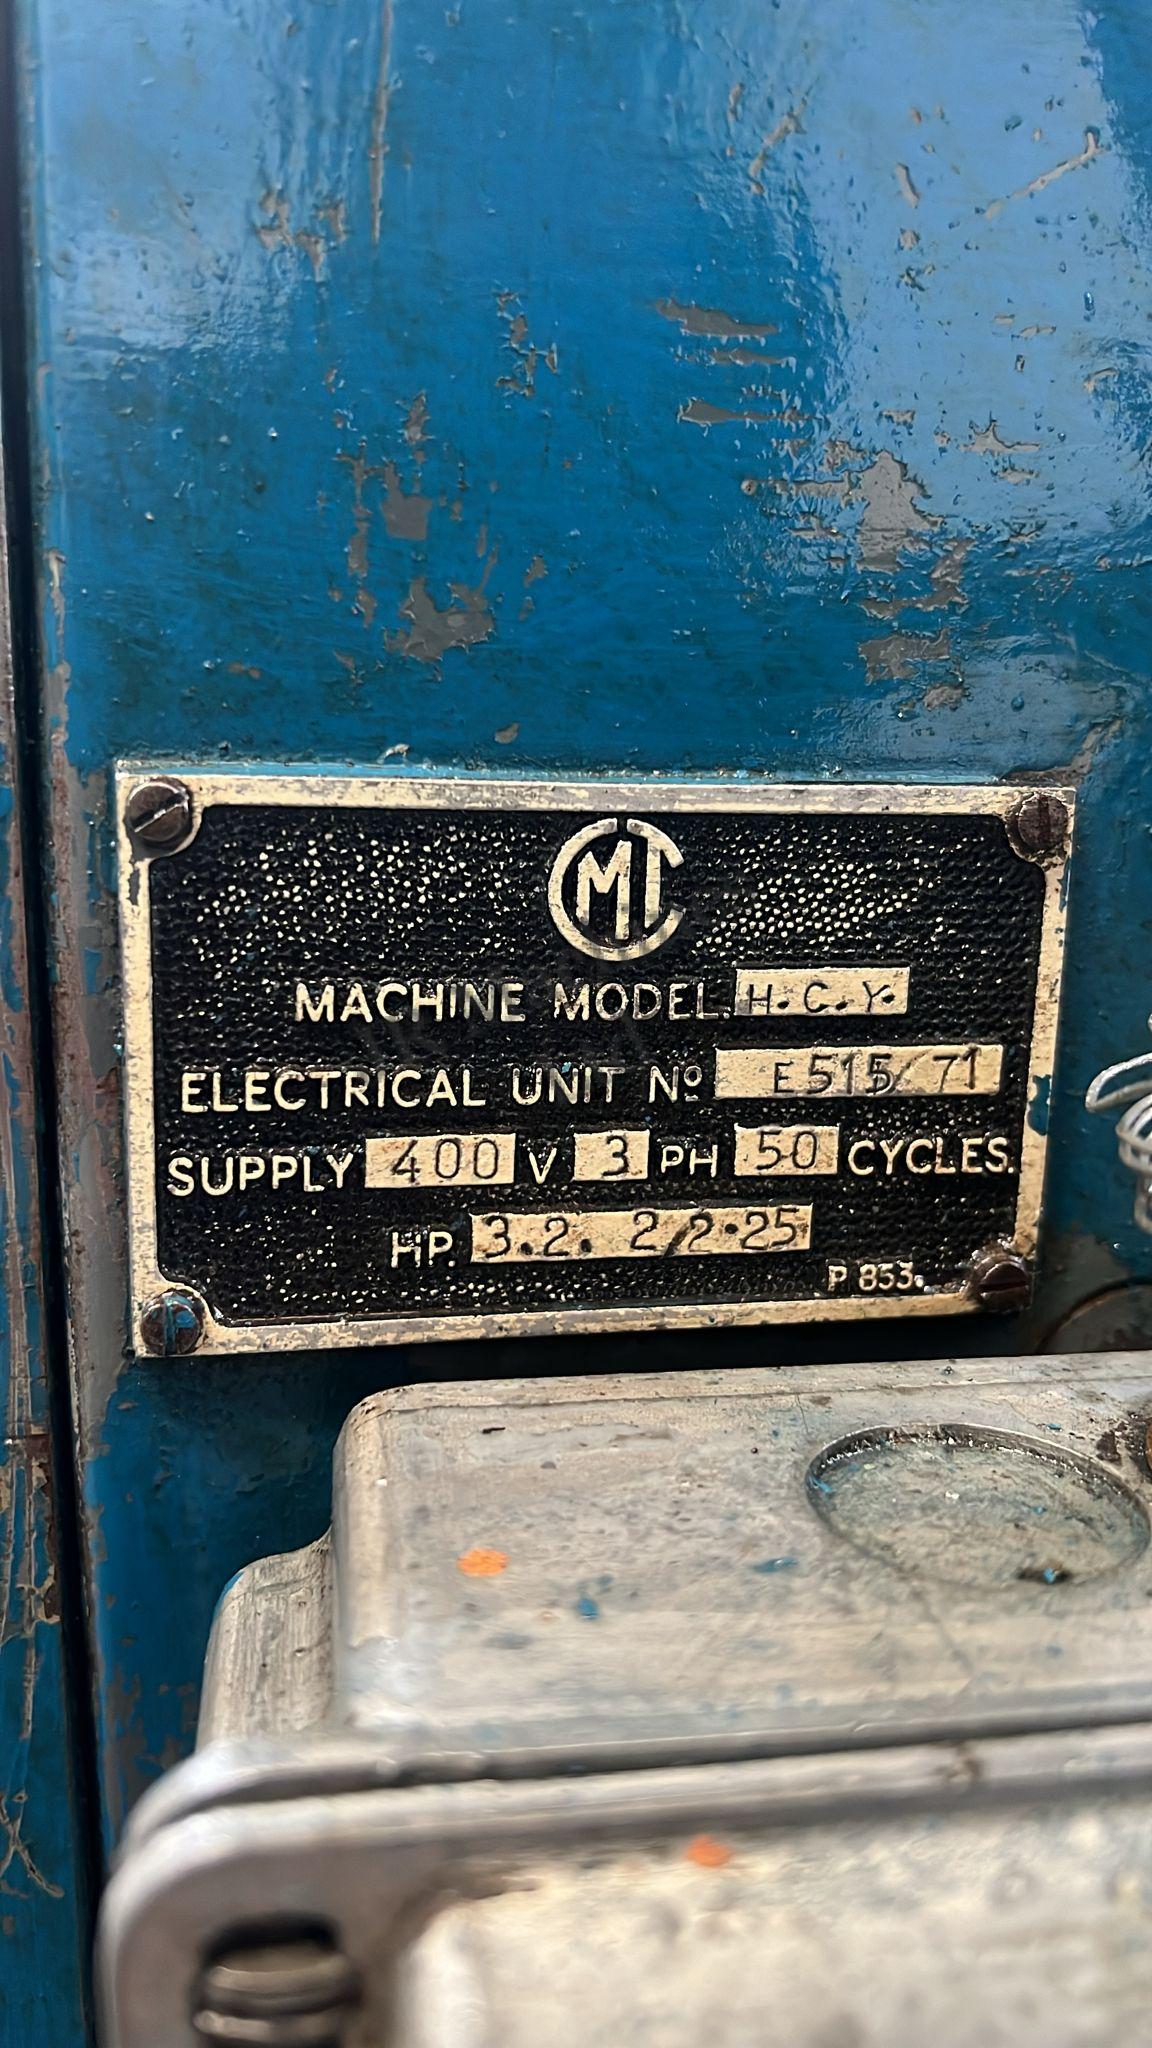 CMI
MACHINE MODEL. H.C.Y.
ELECTRICAL UNIT Nº E515/71
SUPPLY 400 V 3 PH 50 CYCLES.
HP. 3.2. 2/2.25
P 853.